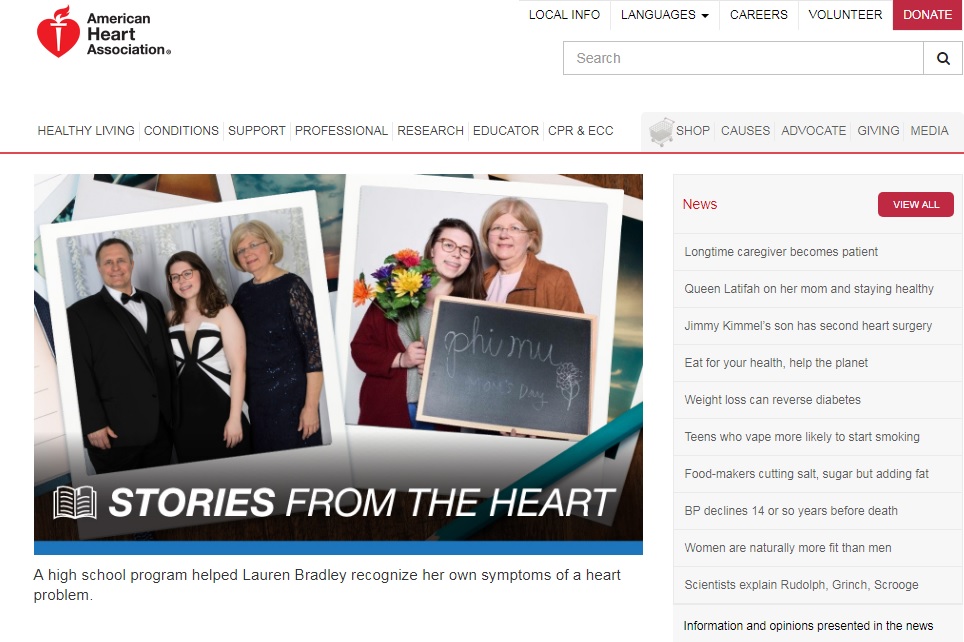 American
Heart
Association®
LOCAL INFO
LANGUAGES
CAREERS
VOLUNTEER
DONATE
Search
HEALTHY LIVING
CONDITIONS
SUPPORT
PROFESSIONAL
RESEARCH
EDUCATOR
CPR & ECC
SHOP
CAUSES
ADVOCATE
GIVING
MEDIA
phi mu
Mom's Day
STORIES FROM THE HEART
A high school program helped Lauren Bradley recognize her own symptoms of a heart
problem.
News
VIEW ALL
Longtime caregiver becomes patient
Queen Latifah on her mom and staying healthy
Jimmy Kimmel's son has second heart surgery
Eat for your health, help the planet
Weight loss can reverse diabetes
Teens who vape more likely to start smoking
Food-makers cutting salt, sugar but adding fat
BP declines 14 or so years before death
Women are naturally more fit than men
Scientists explain Rudolph, Grinch, Scrooge
Information and opinions presented in the news